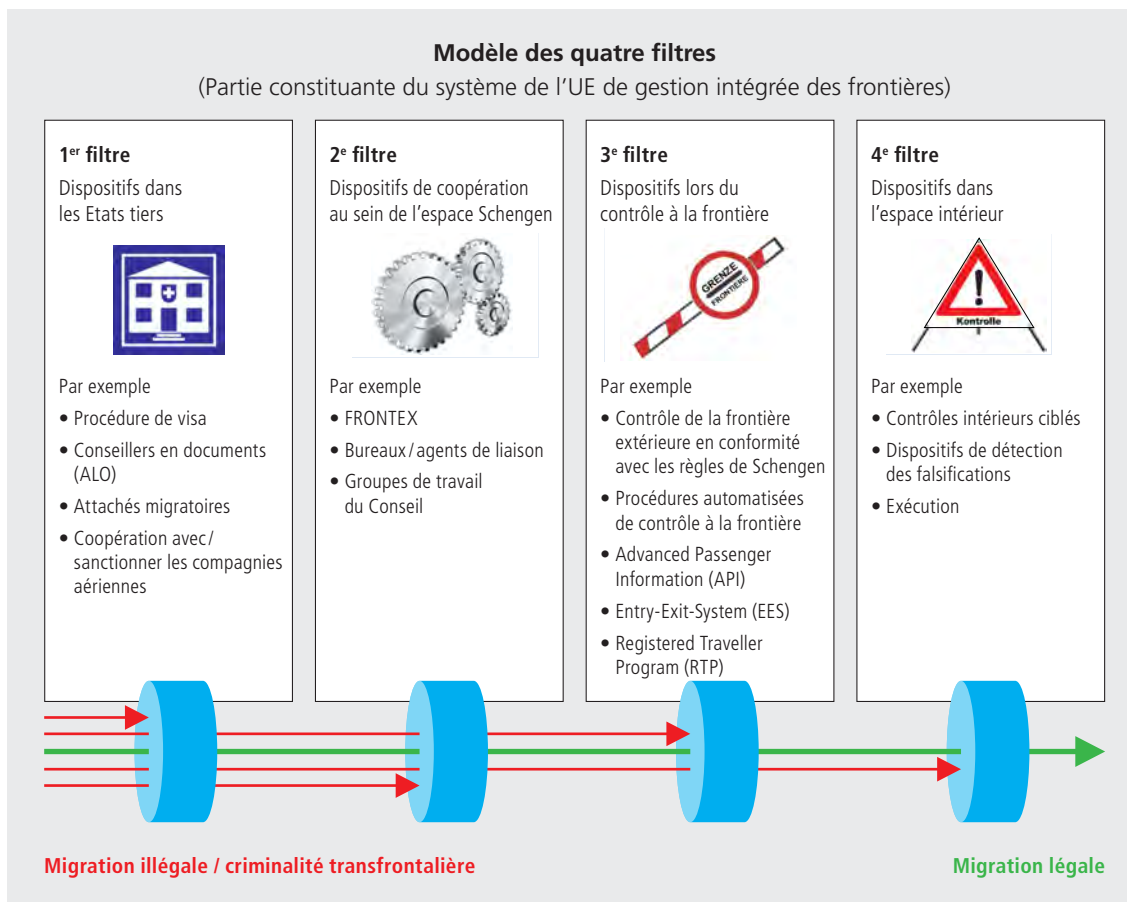 Modèle des quatre filtres
(Partie constituante du système de l'UE de gestion intégrée des frontières)
1er filtre
Dispositifs dans
les Etats tiers
Par exemple
• Procédure de visa
• Conseillers en documents
(ALO)
• Attachés migratoires
• Coopération avec/
sanctionner les compagnies
aériennes
2e filtre
Dispositifs de coopération
au sein de l'espace Schengen
Par exemple
• FRONTEX
• Bureaux/agents de liaison
• Groupes de travail
du Conseil
3e filtre
Dispositifs lors du
contrôle à la frontière
GRENZE
FRONTIERE
Par exemple
• Contrôle de la frontière
extérieure en conformité
avec les règles de Schengen
• Procédures automatisées
de contrôle à la frontière
• Advanced Passenger
Information (API)
• Entry-Exit-System (EES)
• Registered Traveller
Program (RTP)
4e filtre
Dispositifs dans
l'espace intérieur
Kontrolle
Par exemple
• Contrôles intérieurs ciblés
• Dispositifs de détection
des falsifications
• Exécution
Migration illégale / criminalité transfrontalière
Migration légale